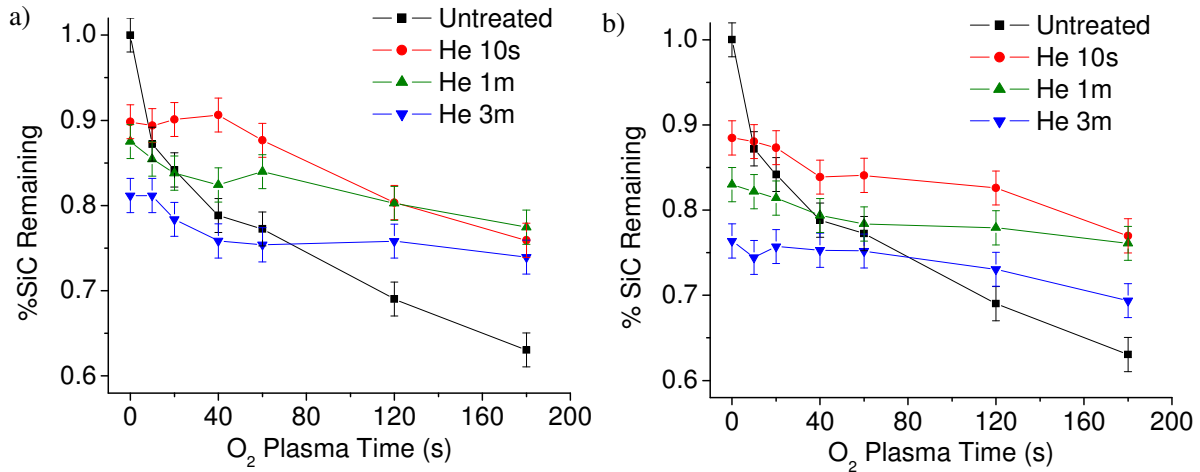 a)
Untreated
He 10s
He 1m
He 3m
%SiC Remaining
1.0
0.9
0.8
0.7
0.6
0 40 80 120 160 200
O₂ Plasma Time (s)
b)
Untreated
He 10s
He 1m
He 3m
% SiC Remaining
1.0
0.9
0.8
0.7
0.6
0 40 80 120 160 200
O₂ Plasma Time (s)